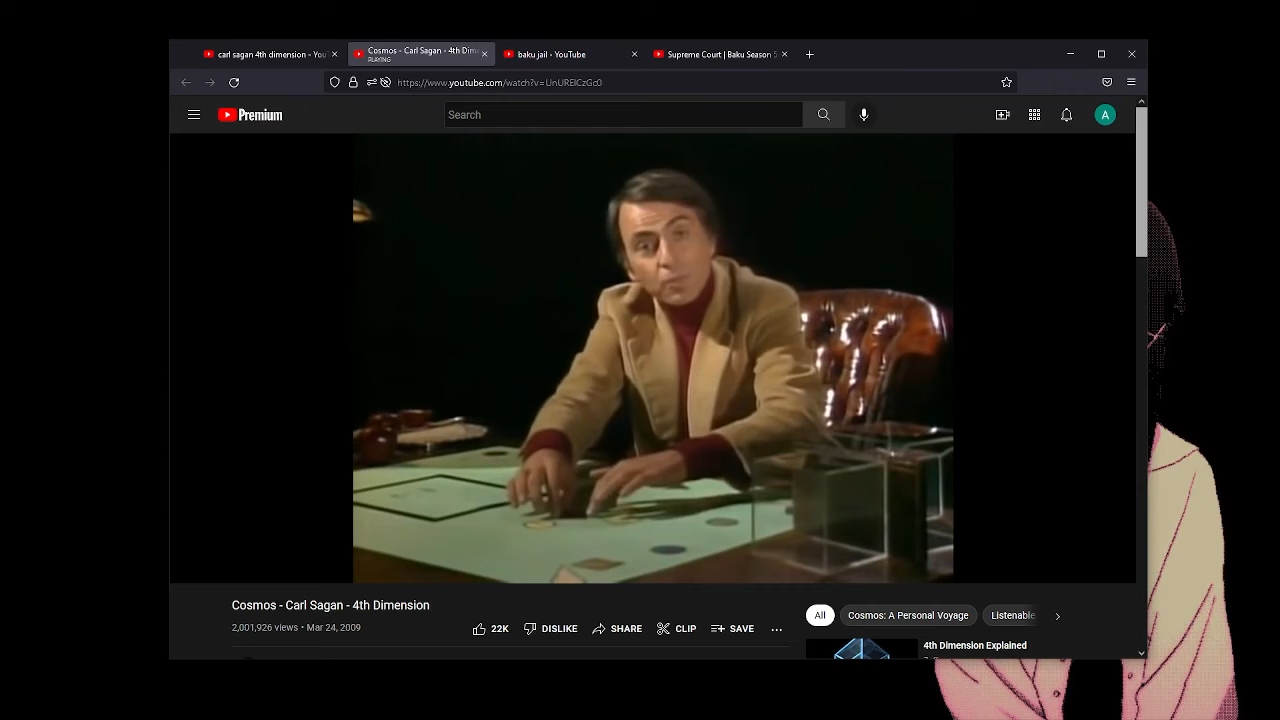 carl sagan 4th dimension - You
Cosmos - Carl Sagan - 4th Dim
PLAYING
baku jail - YouTube
Supreme Court | Baku Season 5
https://www.youtube.com/watch?v=UnURElCzGc0
Premium
Search
A
Cosmos - Carl Sagan - 4th Dimension
2,001,926 views • Mar 24, 2009
22K
DISLIKE
SHARE
CLIP
SAVE
All
Cosmos: A Personal Voyage
Listenable
4th Dimension Explained